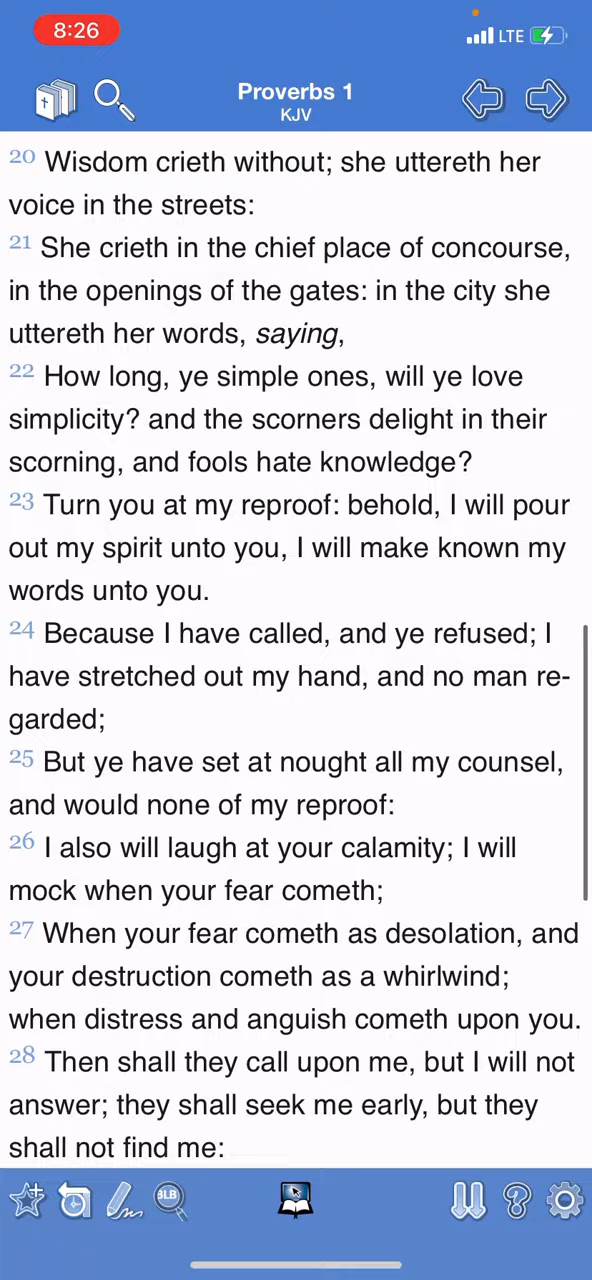 8:26
LTE
Proverbs 1
KJV
20 Wisdom crieth without; she uttereth her
voice in the streets:
21 She crieth in the chief place of concourse,
in the openings of the gates: in the city she
uttereth her words, saying,
22 How long, ye simple ones, will ye love
simplicity? and the scorners delight in their
scorning, and fools hate knowledge?
23 Turn you at my reproof: behold, I will pour
out my spirit unto you, I will make known my
words unto you.
24 Because I have called, and ye refused; I
have stretched out my hand, and no man re-
garded;
25 But ye have set at nought all my counsel,
and would none of my reproof:
26 I also will laugh at your calamity; I will
mock when your fear cometh;
27 When your fear cometh as desolation, and
your destruction cometh as a whirlwind;
when distress and anguish cometh upon you.
28 Then shall they call upon me, but I will not
answer; they shall seek me early, but they
shall not find me:
BLB